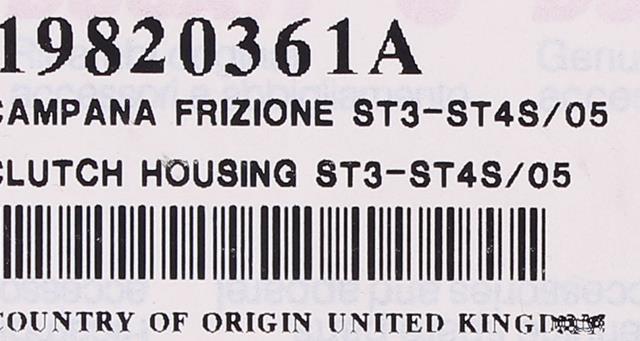 19820361A
CAMPANA FRIZIONE ST3-ST4S/05
CLUTCH HOUSING ST3-ST4S/05
COUNTRY OF ORIGIN UNITED